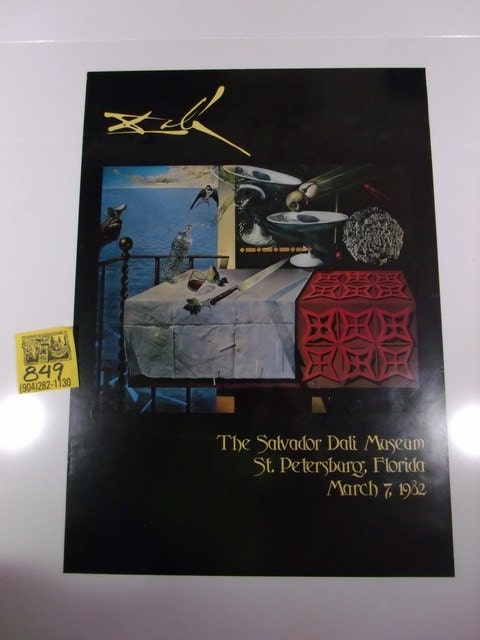 Dalí
849
(904)282-1130
The Salvador Dali Museum
St. Petersburg, Florida
March 7, 1982